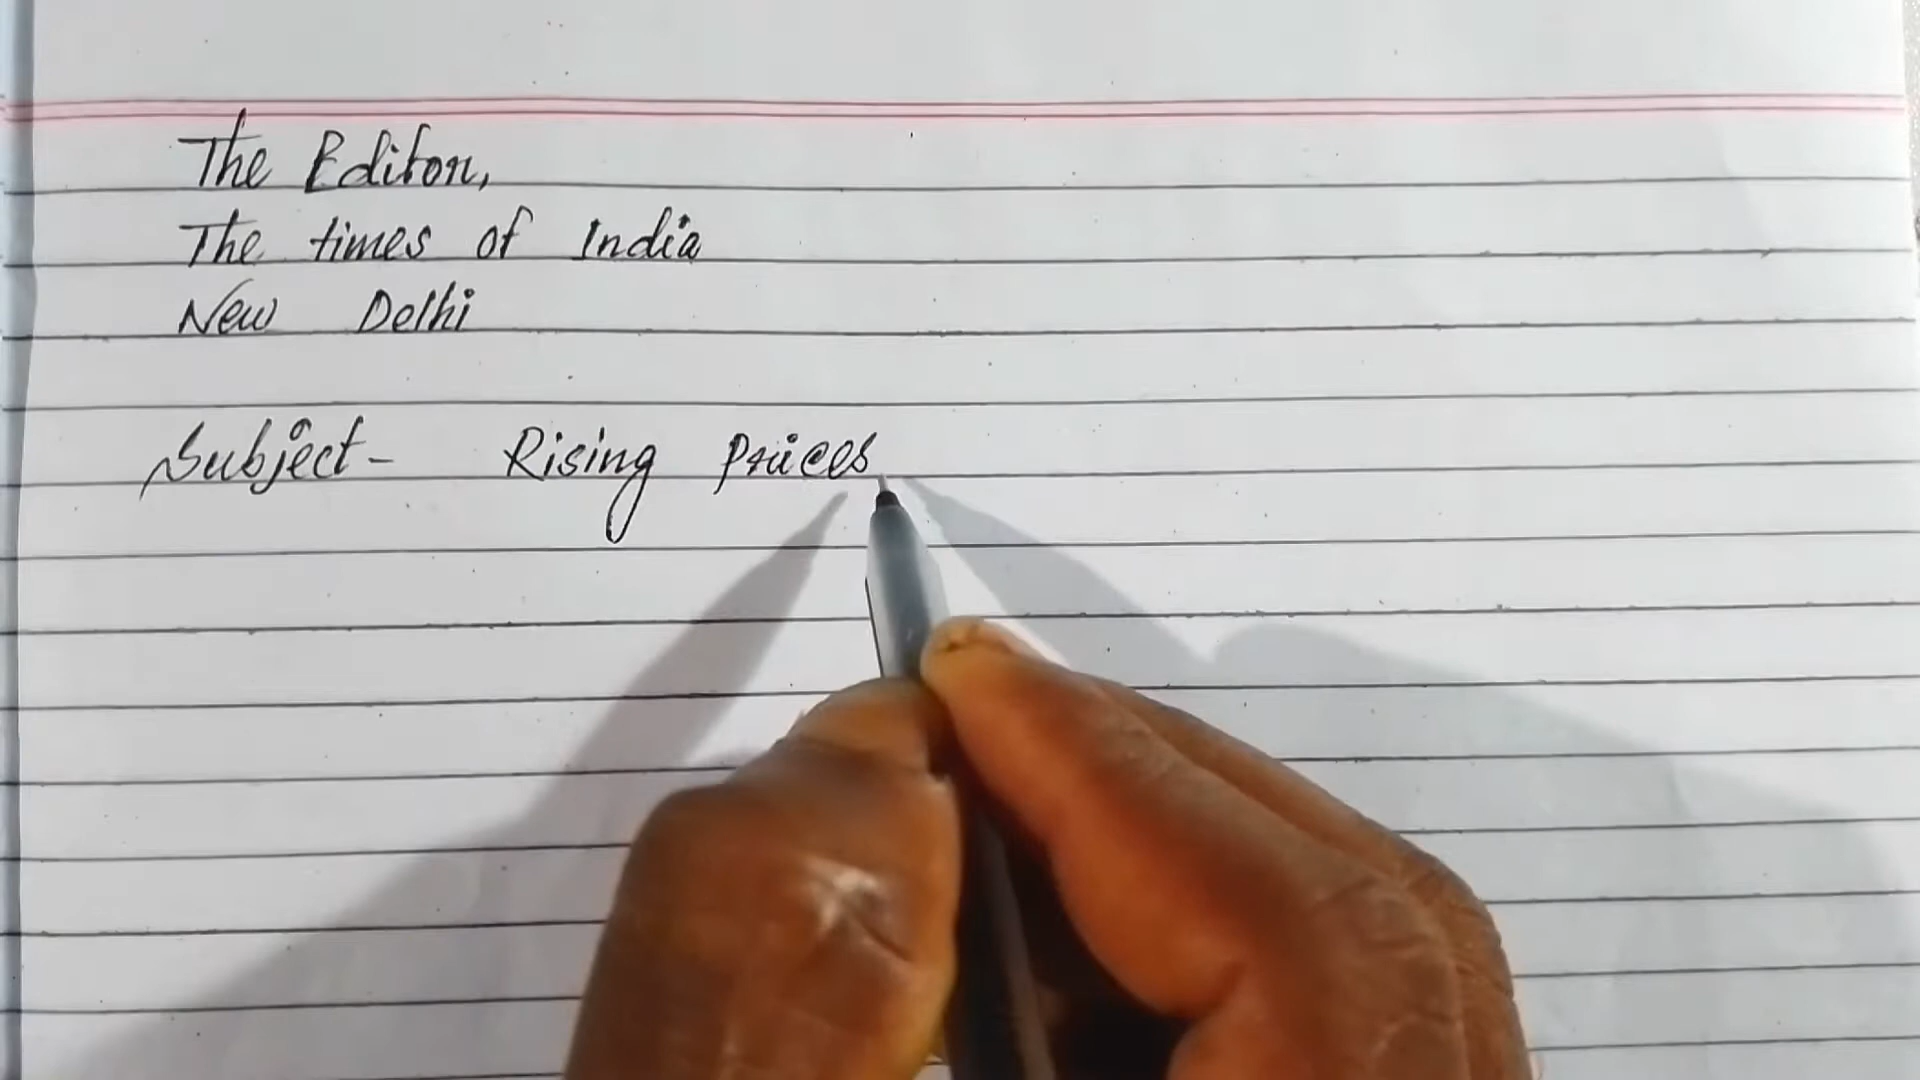 The Editor,
The times of India
New Delhi
Subject- Rising Prices